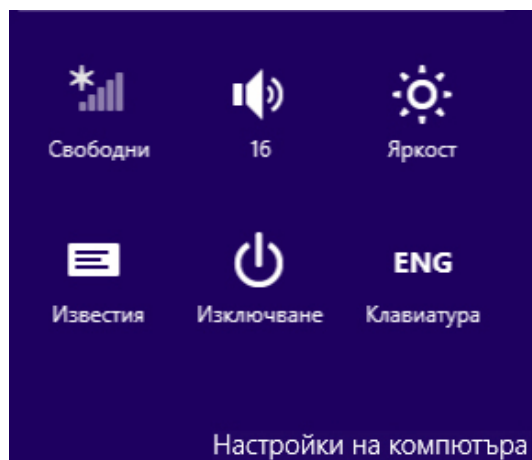 Свободни 16 Яркост
ENG
Известия Изключване Клавиатура
Настройки на компютъра